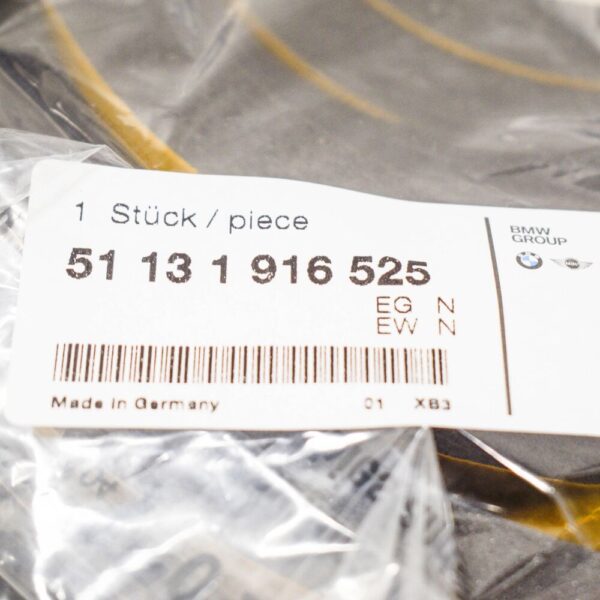 1 Stück / piece
51 13 1 916 525
EG N
EW N
Made in Germany 01 XB3
BMW
GROUP